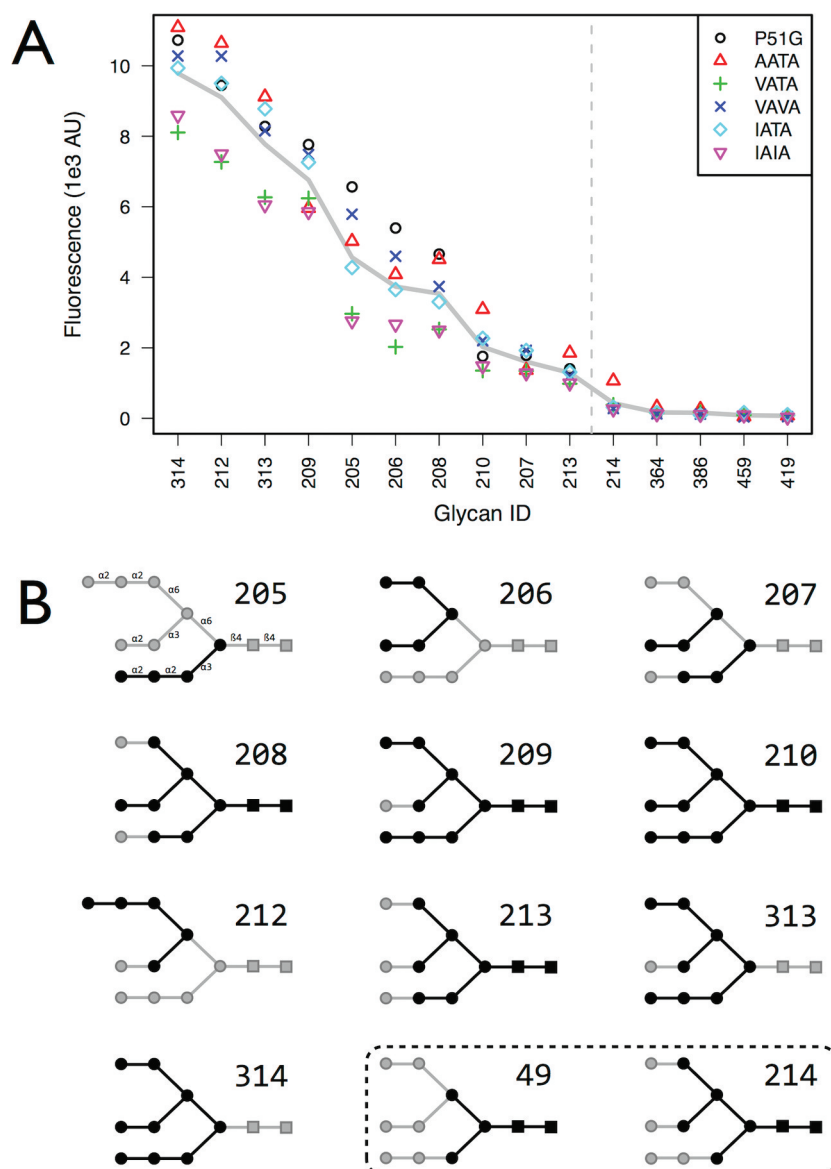 A
P51G
AATA
VATA
VAVA
IATA
IAIA
Fluorescence (1e3 AU)
10
8
6
4
2
0
314 212 313 209 205 206 208 210 207 213 214 364 386 459 419
Glycan ID
B
α2 α2 α6 205
α3 α6
α2 ß4 ß4
α2 α2 α3
206
207
208
209
210
212
213
313
314
49
214